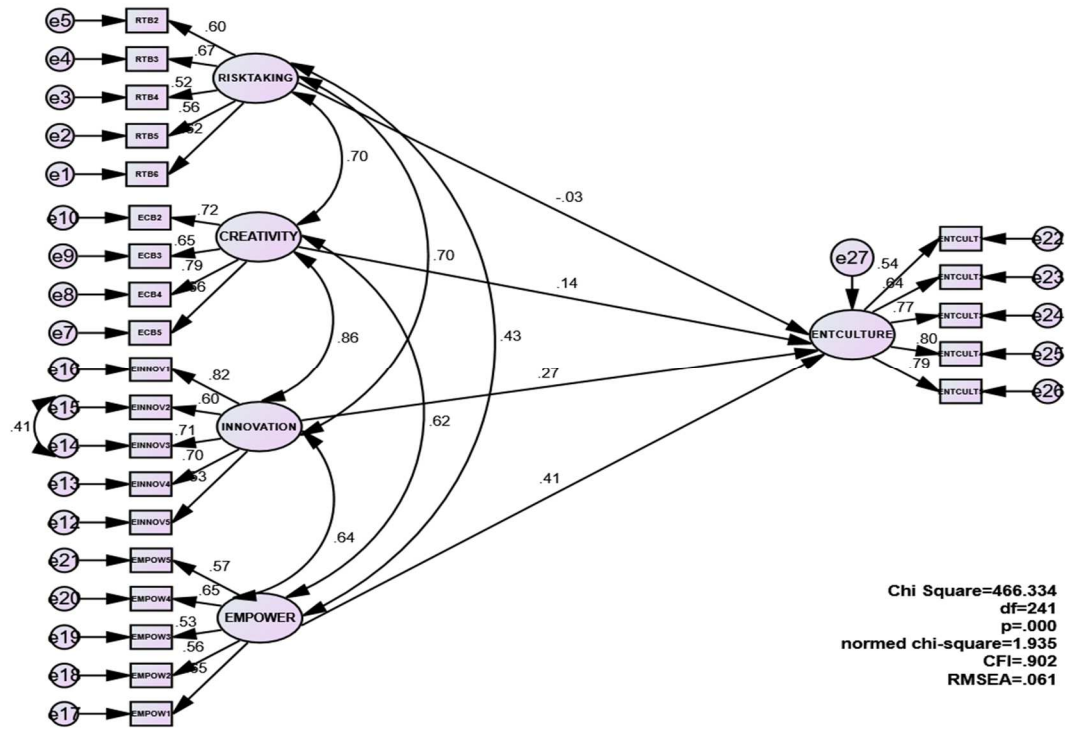 e5 RTB2 .60
e4 RTB3 .67
RISKTAKING
e3 RTB4 .52
.56
e2 RTB5
e1 RTB6
.70
e10 ECB2 .72
CREATIVITY
e9 ECB3 .65
.79
e8 ECB4
e7 ECB5
-.03
.70
.14
.43
.86
.27
.62
.41
.64
e16 EINNOV1 .82
e15 EINNOV2 .60
.41
INNOVATION
e14 EINNOV3 .71
.70
e13 EINNOV4
e12 EINNOV5
e21 EMPOW5 .57
e20 EMPOW4 .65
EMPOWER
e19 EMPOW3 .53
.56
e18 EMPOW2
e17 EMPOW1
e27
ENTCULTURE
.54 ENTCULT e22
.64 ENTCULT e23
.77 ENTCULT e24
.80 ENTCULT e25
.79 ENTCULT e26
Chi Square=466.334
df=241
p=.000
normed chi-square=1.935
CFI=.902
RMSEA=.061